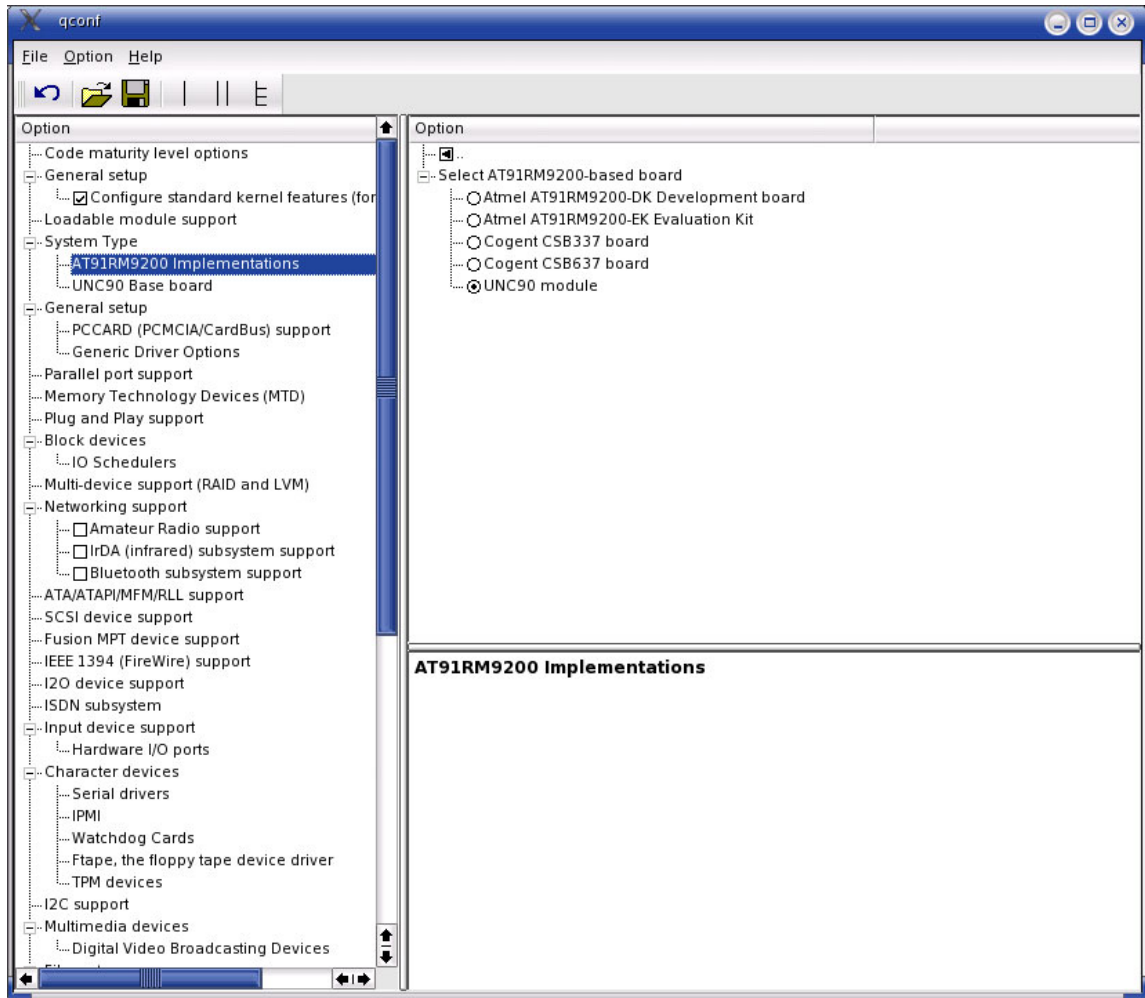 qconf
File Option Help
Option
Code maturity level options
General setup
Configure standard kernel features (for
Loadable module support
System Type
AT91RM9200 Implementations
UNC90 Base board
General setup
PCCARD (PCMCIA/CardBus) support
Generic Driver Options
Parallel port support
Memory Technology Devices (MTD)
Plug and Play support
Block devices
IO Schedulers
Multi-device support (RAID and LVM)
Networking support
Amateur Radio support
IrDA (infrared) subsystem support
Bluetooth subsystem support
ATA/ATAPI/MFM/RLL support
SCSI device support
Fusion MPT device support
IEEE 1394 (FireWire) support
I2O device support
ISDN subsystem
Input device support
Hardware I/O ports
Character devices
Serial drivers
IPMI
Watchdog Cards
Ftape, the floppy tape device driver
TPM devices
I2C support
Multimedia devices
Digital Video Broadcasting Devices
Option
..
Select AT91RM9200-based board
Atmel AT91RM9200-DK Development board
Atmel AT91RM9200-EK Evaluation Kit
Cogent CSB337 board
Cogent CSB637 board
UNC90 module
AT91RM9200 Implementations